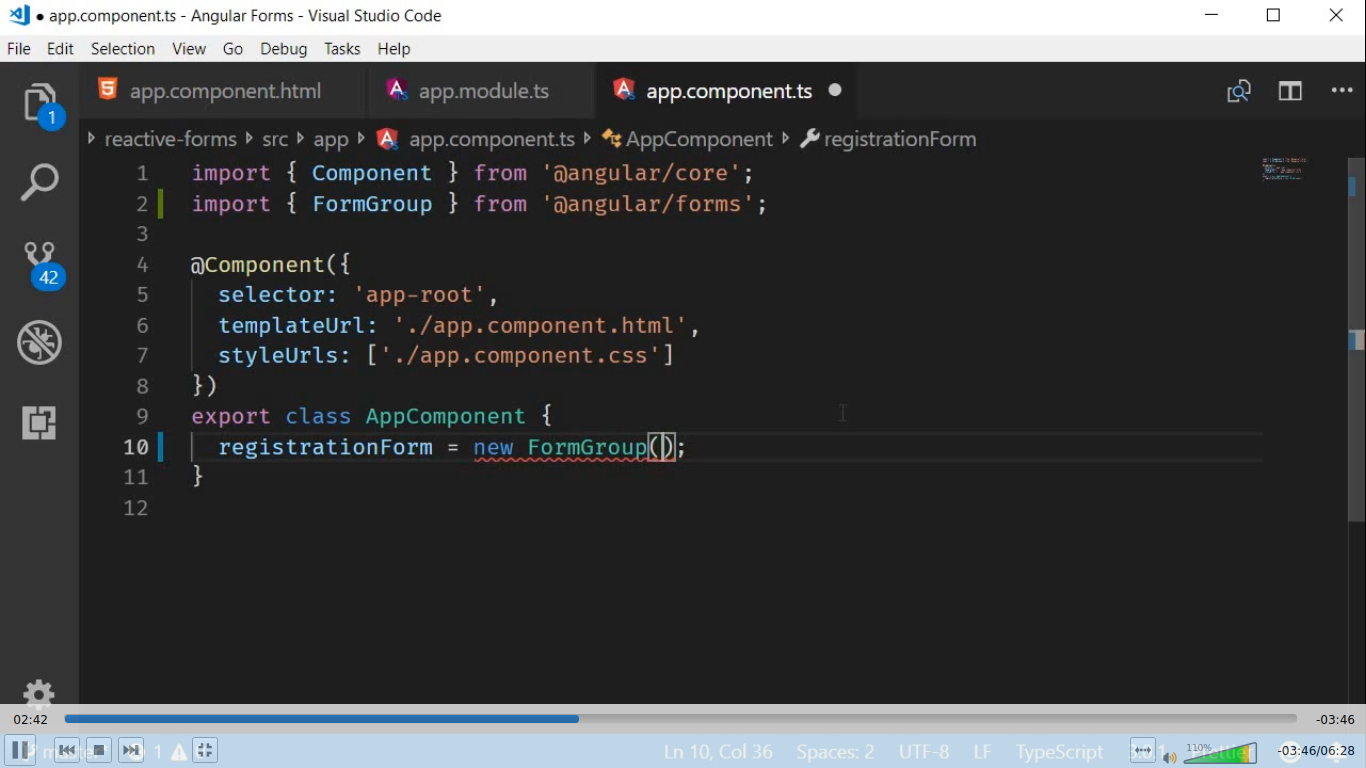 ● app.component.ts - Angular Forms - Visual Studio Code
File Edit Selection View Go Debug Tasks Help
1
app.component.html app.module.ts app.component.ts ●
reactive-forms src app app.component.ts AppComponent registrationForm
1 import { Component } from '@angular/core';
2 import { FormGroup } from '@angular/forms';
3
4 @Component({
42
5 selector: 'app-root',
6 templateUrl: './app.component.html',
7 styleUrls: ['./app.component.css']
8 })
9 export class AppComponent {
10 registrationForm = new FormGroup();
11 }
12
02:42 -03:46
1 Ln 10, Col 36 Spaces: 2 UTF-8 LF TypeScript 110% -03:46/06:28